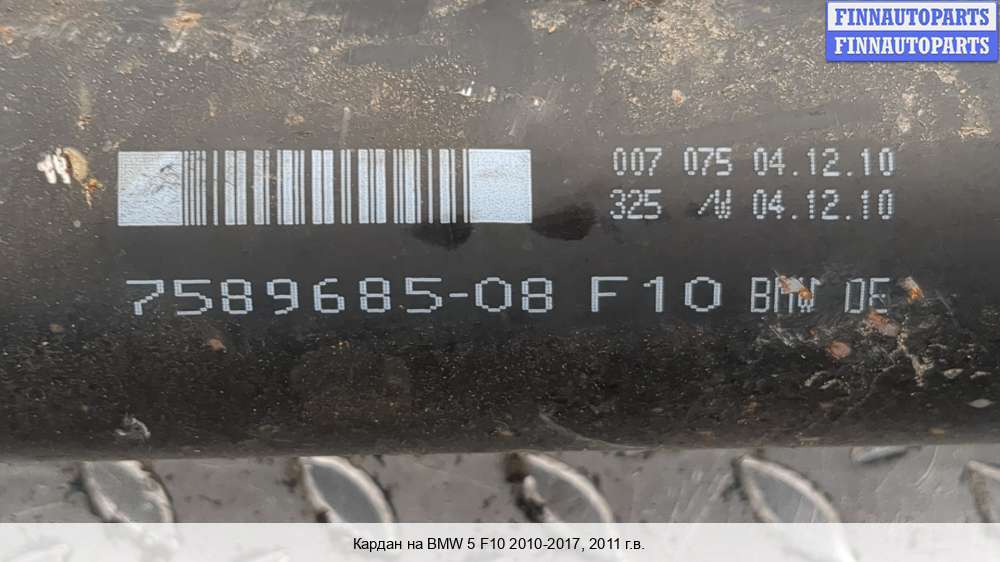 FINNAUTOPARTS
FINNAUTOPARTS
007 075 04.12.10
325 /W 04.12.10
7589685-08 F10 BMW DE
Кардан на BMW 5 F10 2010-2017, 2011 г.в.